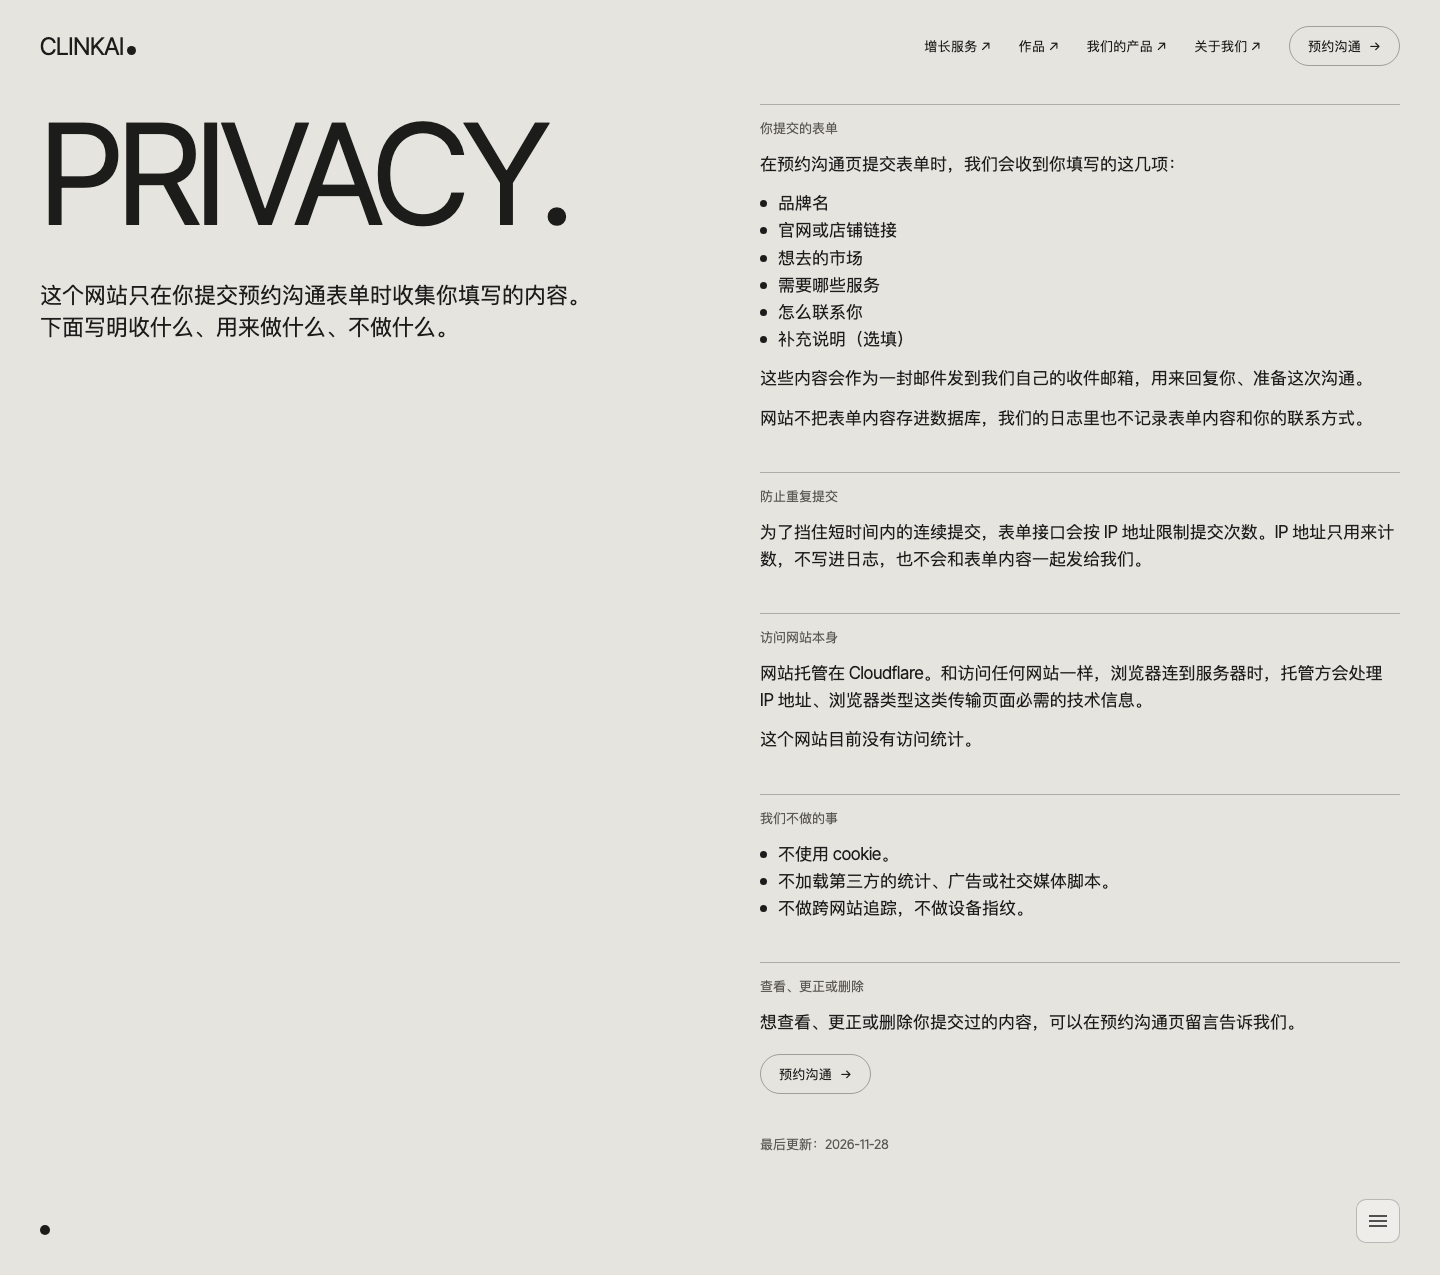 CLINKAI
增长服务 ↗ 作品 ↗ 我们的产品 ↗ 关于我们 ↗ 预约沟通 →
PRIVACY.
这个网站只在你提交预约沟通表单时收集你填写的内容。
下面写明收什么、用来做什么、不做什么。
你提交的表单
在预约沟通页提交表单时，我们会收到你填写的这几项：
品牌名
官网或店铺链接
想去的市场
需要哪些服务
怎么联系你
补充说明（选填）
这些内容会作为一封邮件发到我们自己的收件邮箱，用来回复你、准备这次沟通。
网站不把表单内容存进数据库，我们的日志里也不记录表单内容和你的联系方式。
防止重复提交
为了挡住短时间内的连续提交，表单接口会按 IP 地址限制提交次数。IP 地址只用来计
数，不写进日志，也不会和表单内容一起发给我们。
访问网站本身
网站托管在 Cloudflare。和访问任何网站一样，浏览器连到服务器时，托管方会处理
IP 地址、浏览器类型这类传输页面必需的技术信息。
这个网站目前没有访问统计。
我们不做的事
不使用 cookie。
不加载第三方的统计、广告或社交媒体脚本。
不做跨网站追踪，不做设备指纹。
查看、更正或删除
想查看、更正或删除你提交过的内容，可以在预约沟通页留言告诉我们。
预约沟通 →
最后更新：2026-11-28